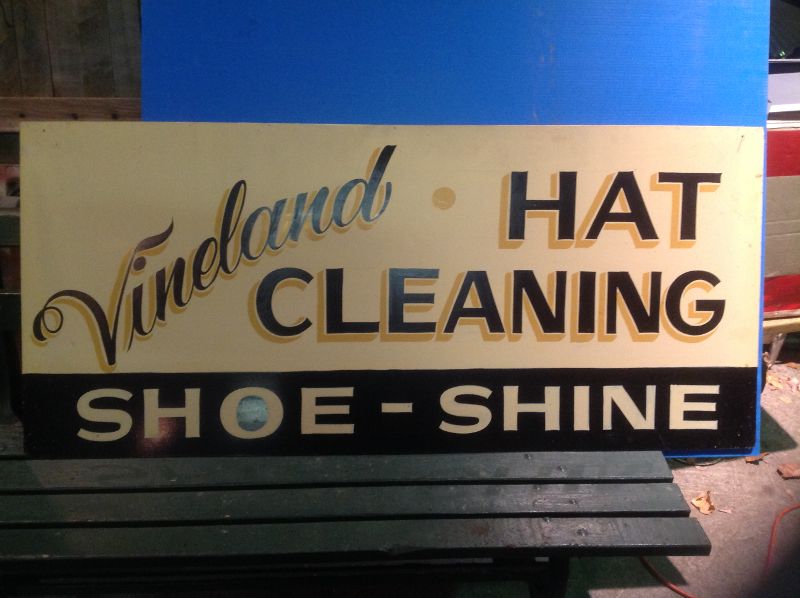 Vineland · HAT
CLEANING
SHOE-SHINE